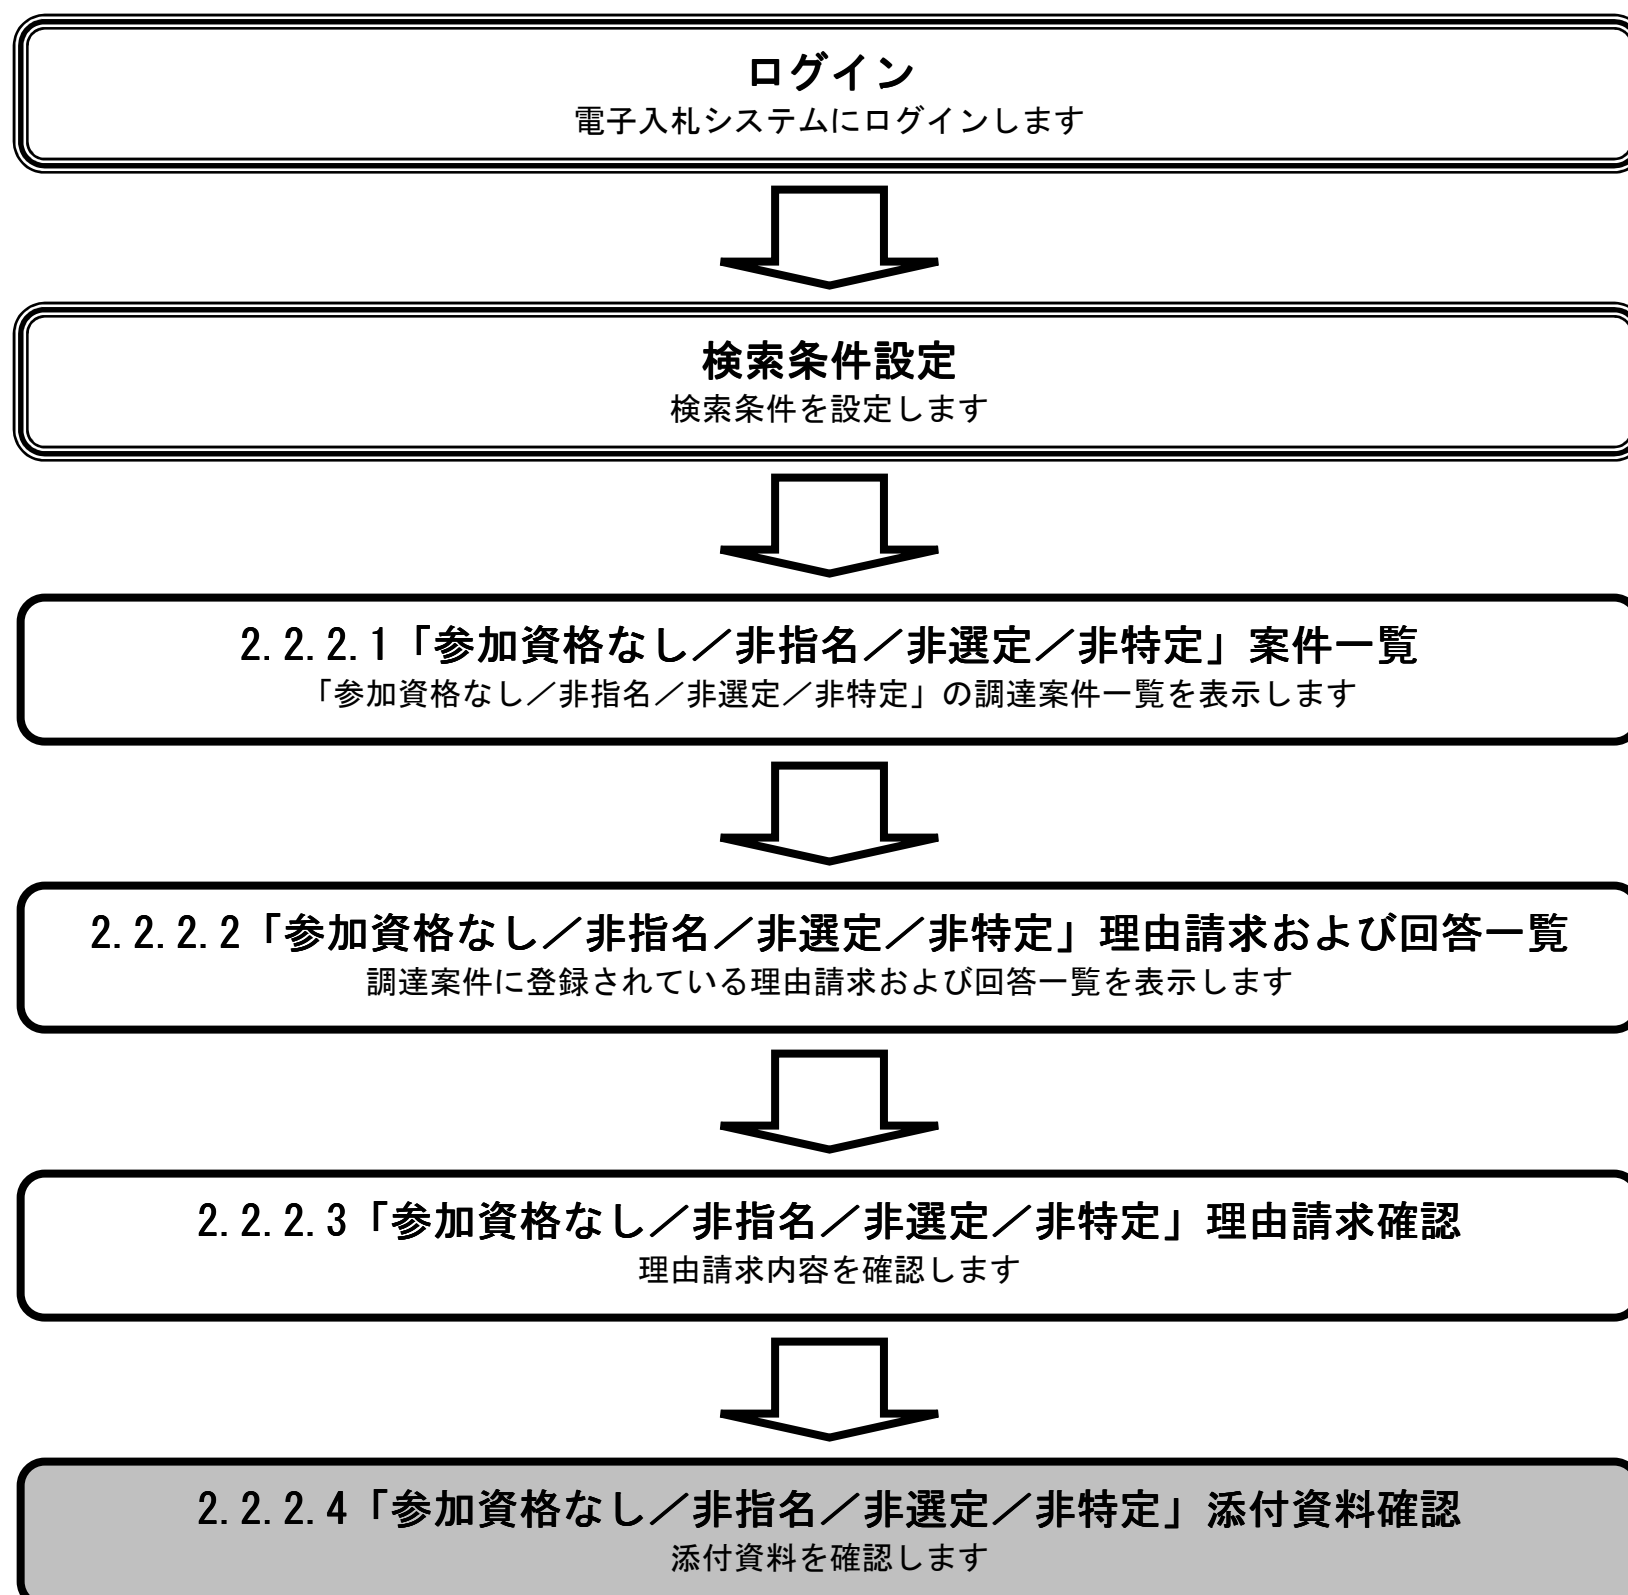 ログイン
電子入札システムにログインします
検索条件設定
検索条件を設定します
2.2.2.1「参加資格なし／非指名／非選定／非特定」案件一覧
「参加資格なし／非指名／非選定／非特定」の調達案件一覧を表示します
2.2.2.2「参加資格なし／非指名／非選定／非特定」理由請求および回答一覧
調達案件に登録されている理由請求および回答一覧を表示します
2.2.2.3「参加資格なし／非指名／非選定／非特定」理由請求確認
理由請求内容を確認します
2.2.2.4「参加資格なし／非指名／非選定／非特定」添付資料確認
添付資料を確認します